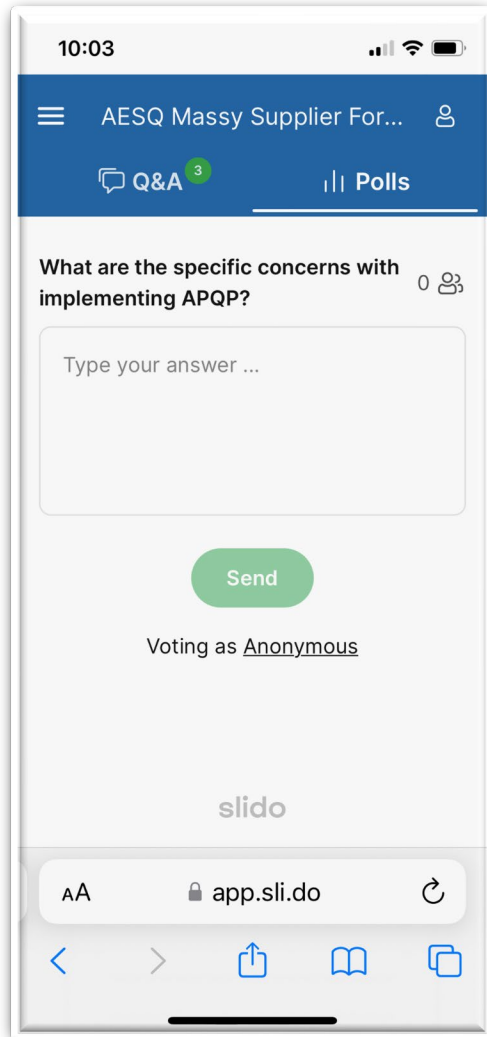 10:03
AESQ Massy Supplier For...
Q&A 3
Polls
What are the specific concerns with
implementing APQP?
0
Type your answer ...
Send
Voting as Anonymous
slido
AA
app.sli.do